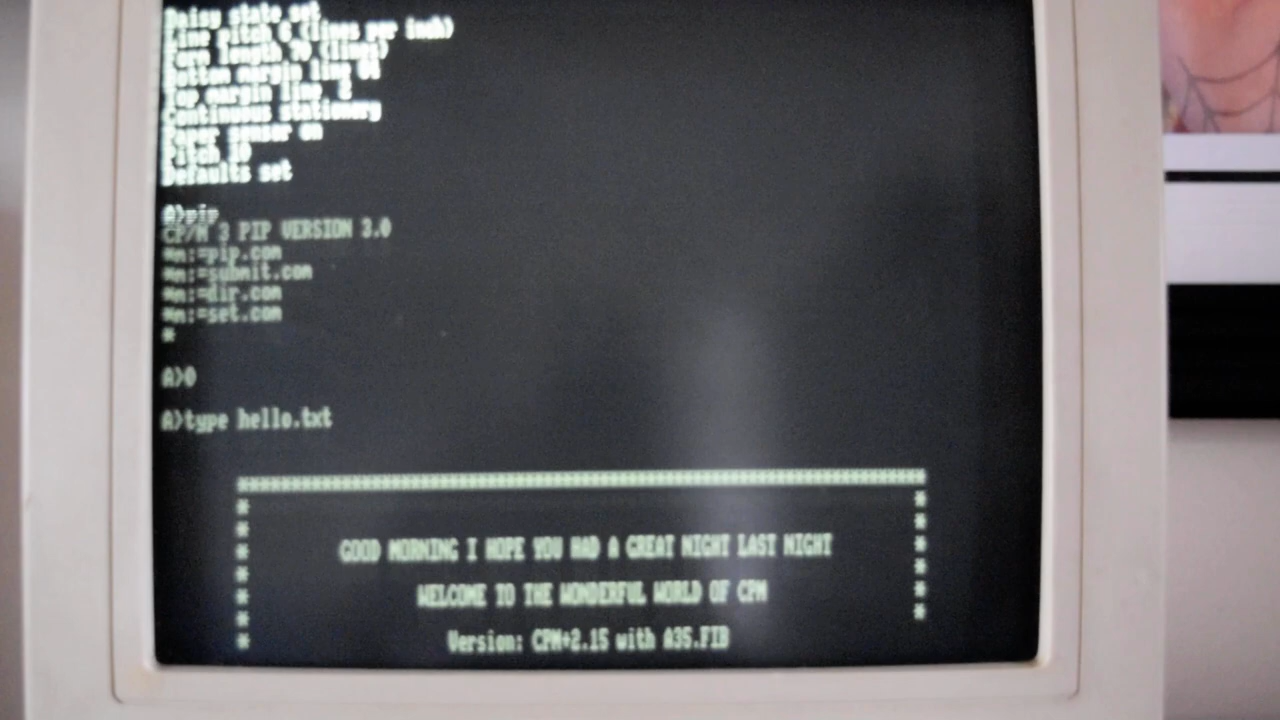 Daisy state set
Line pitch 6 (lines per inch)
Form length 70 (lines)
Bottom margin line
Top margin line
Continuous stationery
Paper sensor on
Pitch 10
Defaults set
A>pip
CP/M 3 PIP VERSION 3.0
*m:=pip.com
*m:=submit.com
*m:=dir.com
*m:=set.com
*
A>0
A>type hello.txt
GOOD MORNING I HOPE YOU HAD A GREAT NIGHT LAST NIGHT
WELCOME TO THE WONDERFUL WORLD OF CPM
Version: CPM+2.15 with A35.FIB